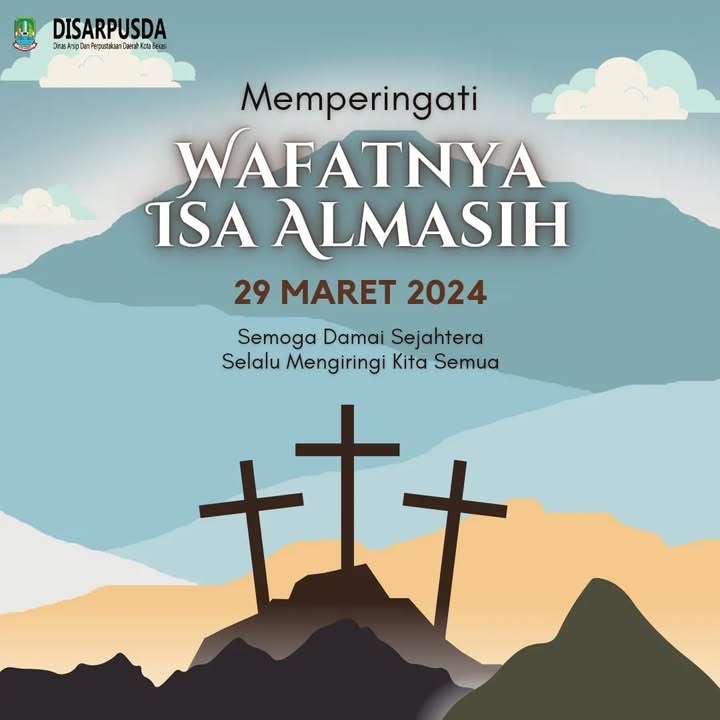 DISARPUSDA
Dinas Arsip Dan Perpustakaan Daerah Kota Bekasi
Memperingati
WAFATNYA
ISA ALMASIH
29 MARET 2024
Semoga Damai Sejahtera
Selalu Mengiringi Kita Semua